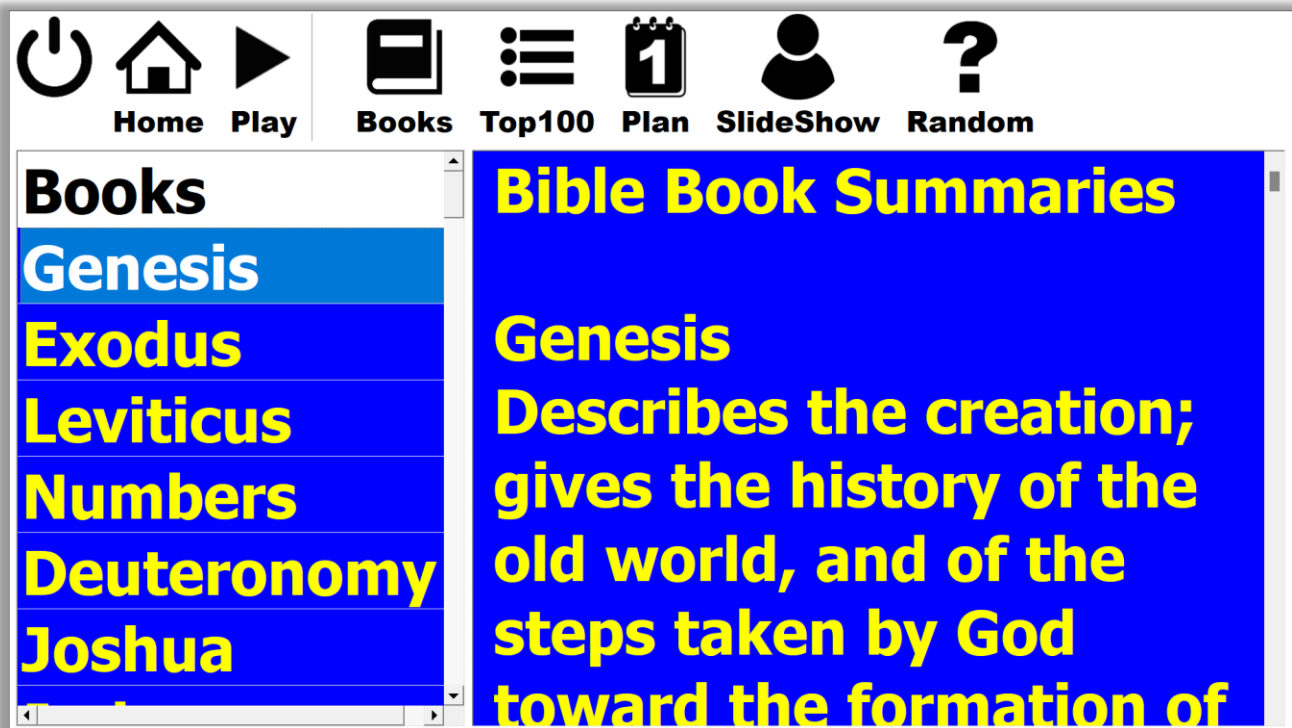 Home Play Books Top100 Plan SlideShow Random
Books
Genesis
Exodus
Leviticus
Numbers
Deuteronomy
Joshua
Bible Book Summaries
Genesis
Describes the creation;
gives the history of the
old world, and of the
steps taken by God
toward the formation of